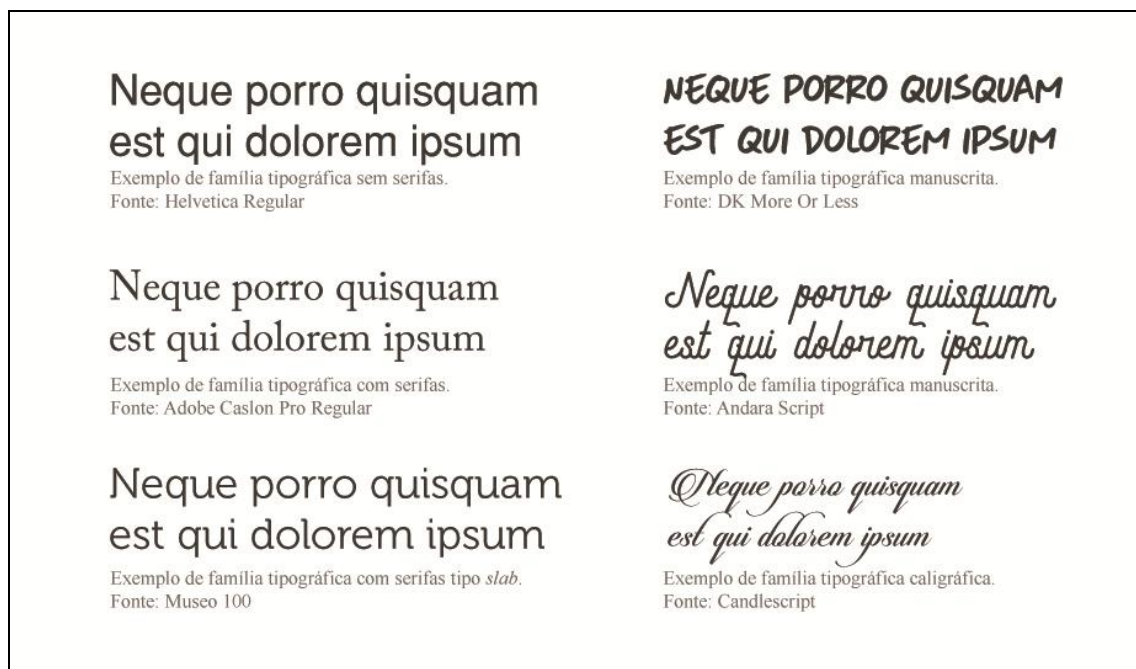 Neque porro quisquam
est qui dolorem ipsum
Exemplo de família tipográfica sem serifas.
Fonte: Helvetica Regular
Neque porro quisquam
est qui dolorem ipsum
Exemplo de família tipográfica com serifas.
Fonte: Adobe Caslon Pro Regular
Neque porro quisquam
est qui dolorem ipsum
Exemplo de família tipográfica com serifas tipo slab.
Fonte: Museo 100
NEQUE PORRO QUISQUAM
EST QUI DOLOREM IPSUM
Exemplo de família tipográfica manuscrita.
Fonte: DK More Or Less
Neque porro quisquam
est qui dolorem ipsum
Exemplo de família tipográfica manuscrita.
Fonte: Andara Script
Neque porro quisquam
est qui dolorem ipsum
Exemplo de família tipográfica caligráfica.
Fonte: Candlescript